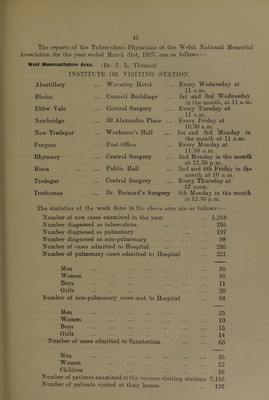 45
The reports of the Tuberculosis Physicians of the Welsh National Memorial
Association for the year ended March 31st, 1927, are as follows:—
West Monmouthshire Area. (Dr. J. L. Thomas)
INSTITUTE OR VISITING STATION.
Abertillery ... Waverley Hotel ... Every Wednesday at 11 a.m.
Blaina ... Council Buildings ... 1st and 3rd Wednesday in the month, at 11 a.m.
Ebbw Vale ... Central Surgery ... Every Tuesday at 11 a.m.
Newbridge ... 30 Alexandra Place ... Every Friday at 10.30 a.m.
New Tredegar ... Workmen's Hall ... 1st and 3rd Monday in the month at 11 a.m.
Pengam ... Post Office ... Every Monday at 11.30 a.m.
Rhymney ... Central Surgery ... 2nd Monday in the month at 12.30 p.m.
Risca ... Public Hall ... 2nd and 4th Friday in the month at 10 a.m.
Tredegar ... Central Surgery ... Every Thursday at 12 noon.
Trethomas ... Dr. Barnard's Surgery 4th Monday in the month at 12.30 p.m.
The statistics of the work done in the above area are as follows:—
Number of new cases examined in the year ... 1,248
Number diagnosed as tuberculous 295
Number diagnosed as pulmonary 197
Number diagnosed as non-pulmonary 98
Number of cases admitted to Hospital 285
Number of pulmonary cases admitted to Hospital 221
Men 95
Women 95
Boys 11
Girls 20
Number of non-pulmonary cases sent to Hospital 64
Men 25
Women 10
Boys 15
Girls 14
Number of cases admitted to Sanatorium 63
Men 35
Women 12
Children 16
Number of patients examined at the various visiting stations 7,116
Number of patients visited at their homes 126